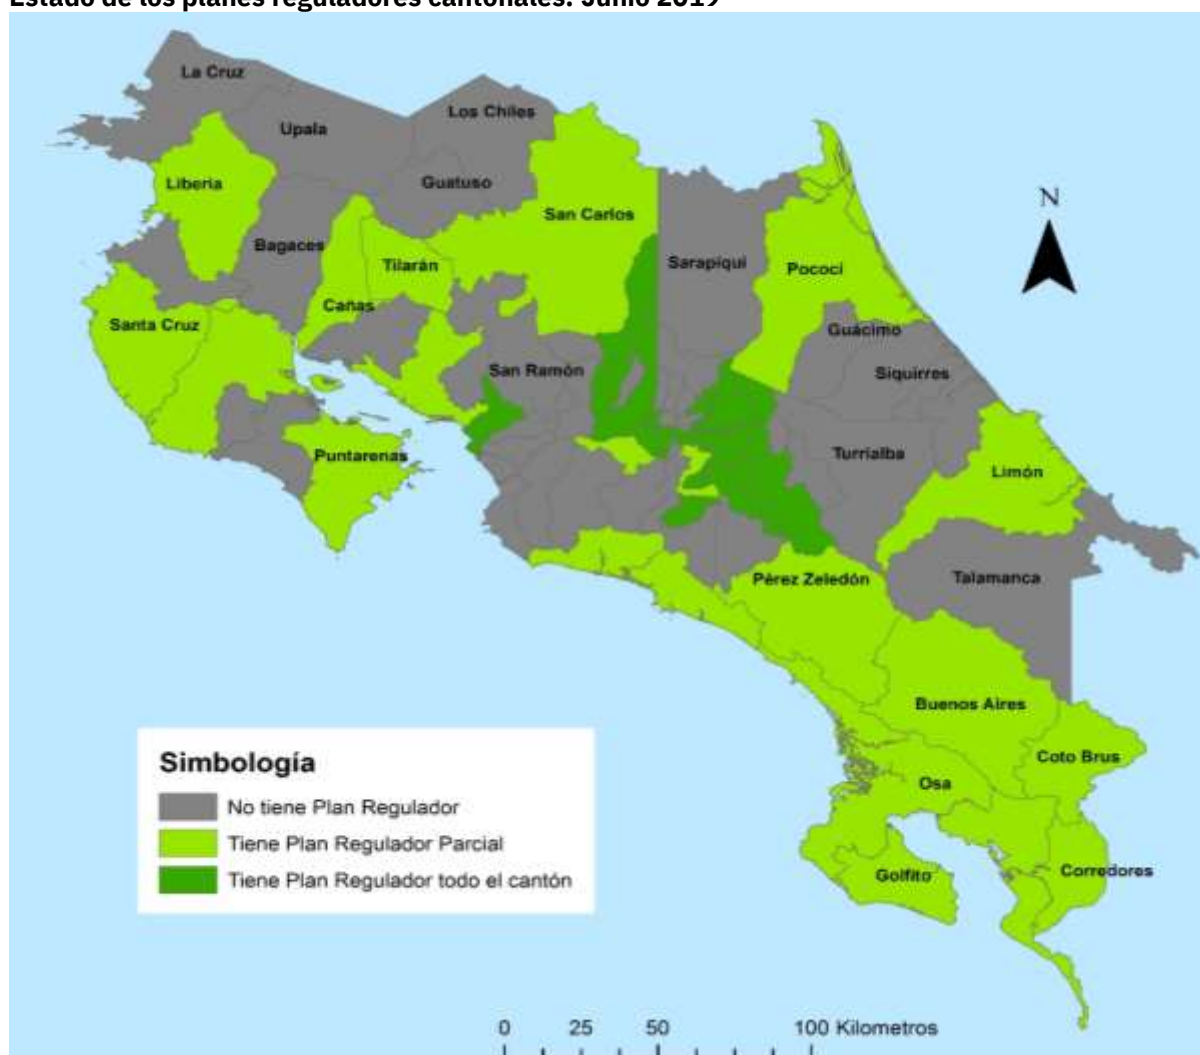 Estado de los planes reguladores cantonales. Junio 2019
La Cruz
Los Chiles
Upala
Liberia
Guatuso
San Carlos
N
Bagaces
Tilarán
Sarapiquí
Pococí
Cañas
Santa Cruz
Guácimo
San Ramón
Siquirres
Puntarenas
Turrialba
Limón
Pérez Zeledón
Talamanca
Buenos Aires
Coto Brus
Osa
Golfito
Corredores
Simbología
No tiene Plan Regulador
Tiene Plan Regulador Parcial
Tiene Plan Regulador todo el cantón
0 25 50 100 Kilometros